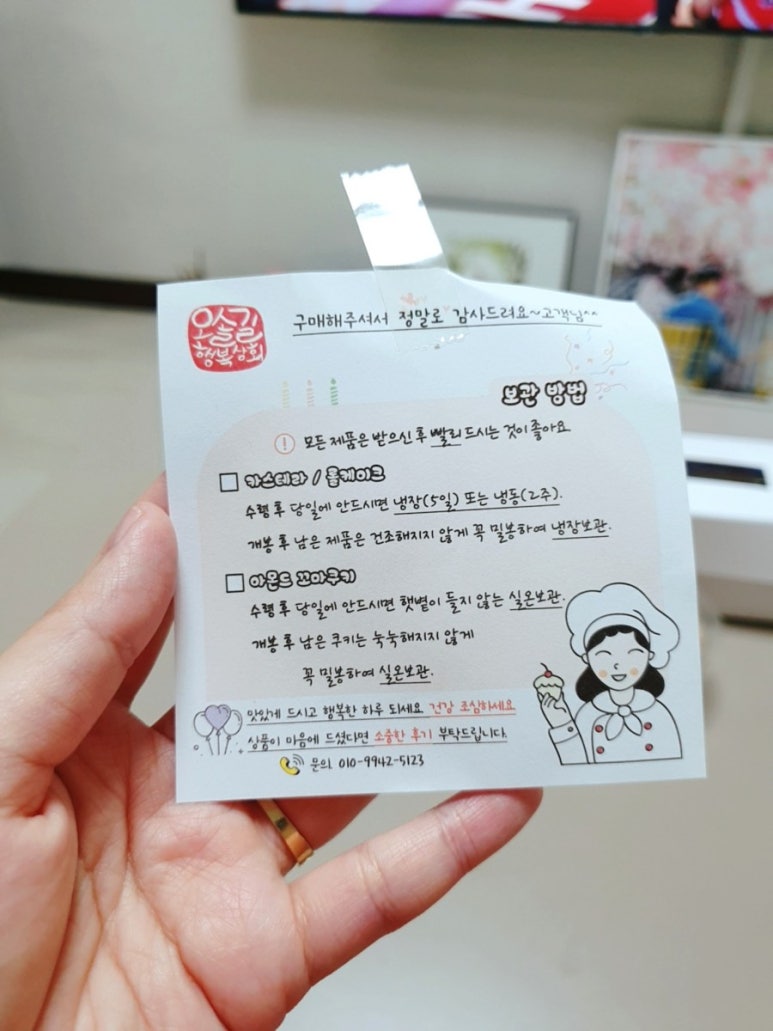 오솔길
행복상회
구매해주셔서 정말로 감사드려요~고객님^^
보관 방법
! 모든 제품은 받으신 후 빨리 드시는 것이 좋아요
카스테라 / 롤케이크
수령 후 당일에 안드시면 냉장(5일) 또는 냉동(2주).
개봉 후 남은 제품은 건조해지지 않게 꼭 밀봉하여 냉장보관.
아몬드 꼬마쿠키
수령 후 당일에 안드시면 햇볕이 들지 않는 실온보관.
개봉 후 남은 쿠키는 눅눅해지지 않게
꼭 밀봉하여 실온보관.
맛있게 드시고 행복한 하루 되세요 건강 조심하세요
상품이 마음에 드셨다면 소중한 후기 부탁드립니다.
문의. 010-9942-5123